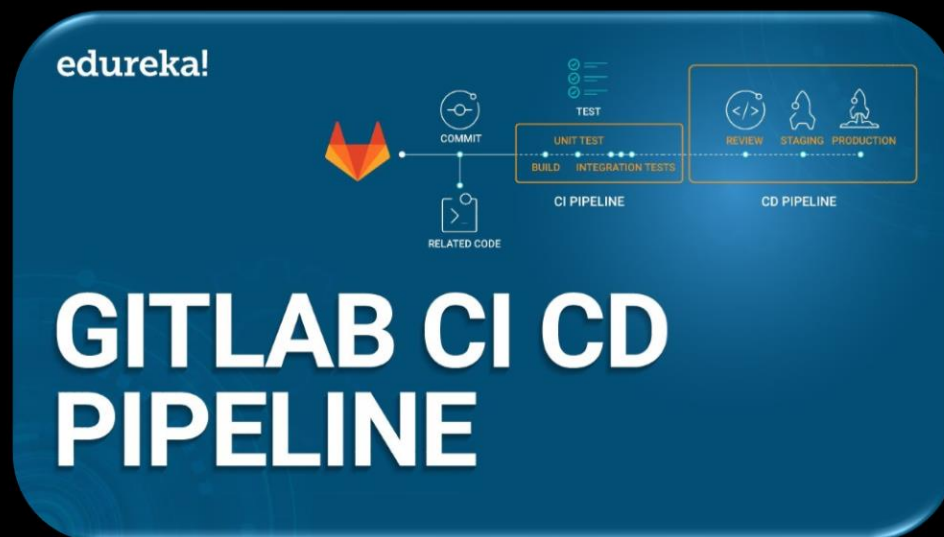 edureka!
TEST
COMMIT
UNIT TEST
REVIEW STAGING PRODUCTION
BUILD INTEGRATION TESTS
CI PIPELINE
CD PIPELINE
RELATED CODE
GITLAB CI CD
PIPELINE